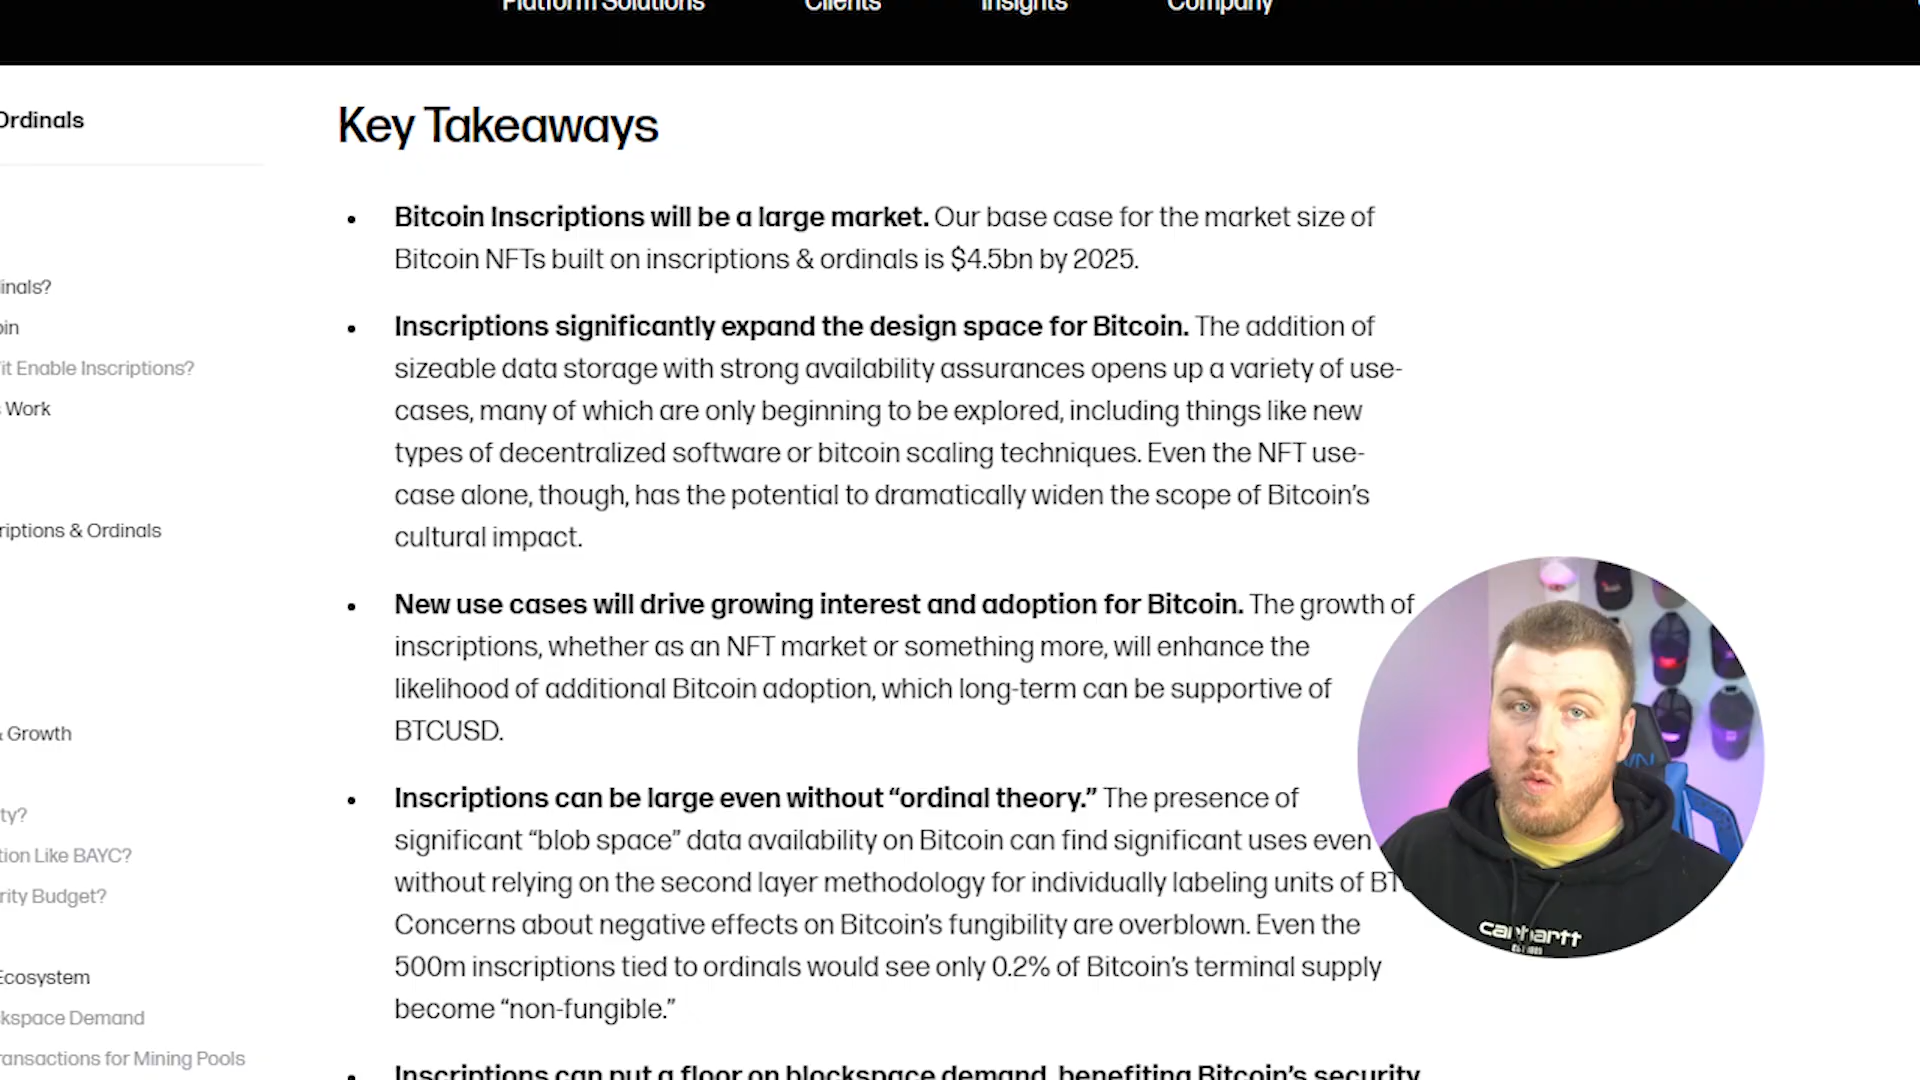 Platform Solutions Clients Insights Company
Ordinals
Key Takeaways
• Bitcoin Inscriptions will be a large market. Our base case for the market size of
Bitcoin NFTs built on inscriptions & ordinals is $4.5bn by 2025.
• Inscriptions significantly expand the design space for Bitcoin. The addition of
sizeable data storage with strong availability assurances opens up a variety of use-
cases, many of which are only beginning to be explored, including things like new
types of decentralized software or bitcoin scaling techniques. Even the NFT use-
case alone, though, has the potential to dramatically widen the scope of Bitcoin's
cultural impact.
• New use cases will drive growing interest and adoption for Bitcoin. The growth of
inscriptions, whether as an NFT market or something more, will enhance the
likelihood of additional Bitcoin adoption, which long-term can be supportive of
BTCUSD.
• Inscriptions can be large even without “ordinal theory.” The presence of
significant “blob space” data availability on Bitcoin can find significant uses even
without relying on the second layer methodology for individually labeling units of
Concerns about negative effects on Bitcoin's fungibility are overblown. Even the
500m inscriptions tied to ordinals would see only 0.2% of Bitcoin's terminal supply
become “non-fungible.”
• Inscriptions can put a floor on blockspace demand, benefiting Bitcoin's security
inals?
oin
it Enable Inscriptions?
Work
riptions & Ordinals
& Growth
ty?
tion Like BAYC?
rity Budget?
Ecosystem
kspace Demand
ransactions for Mining Pools
carhartt